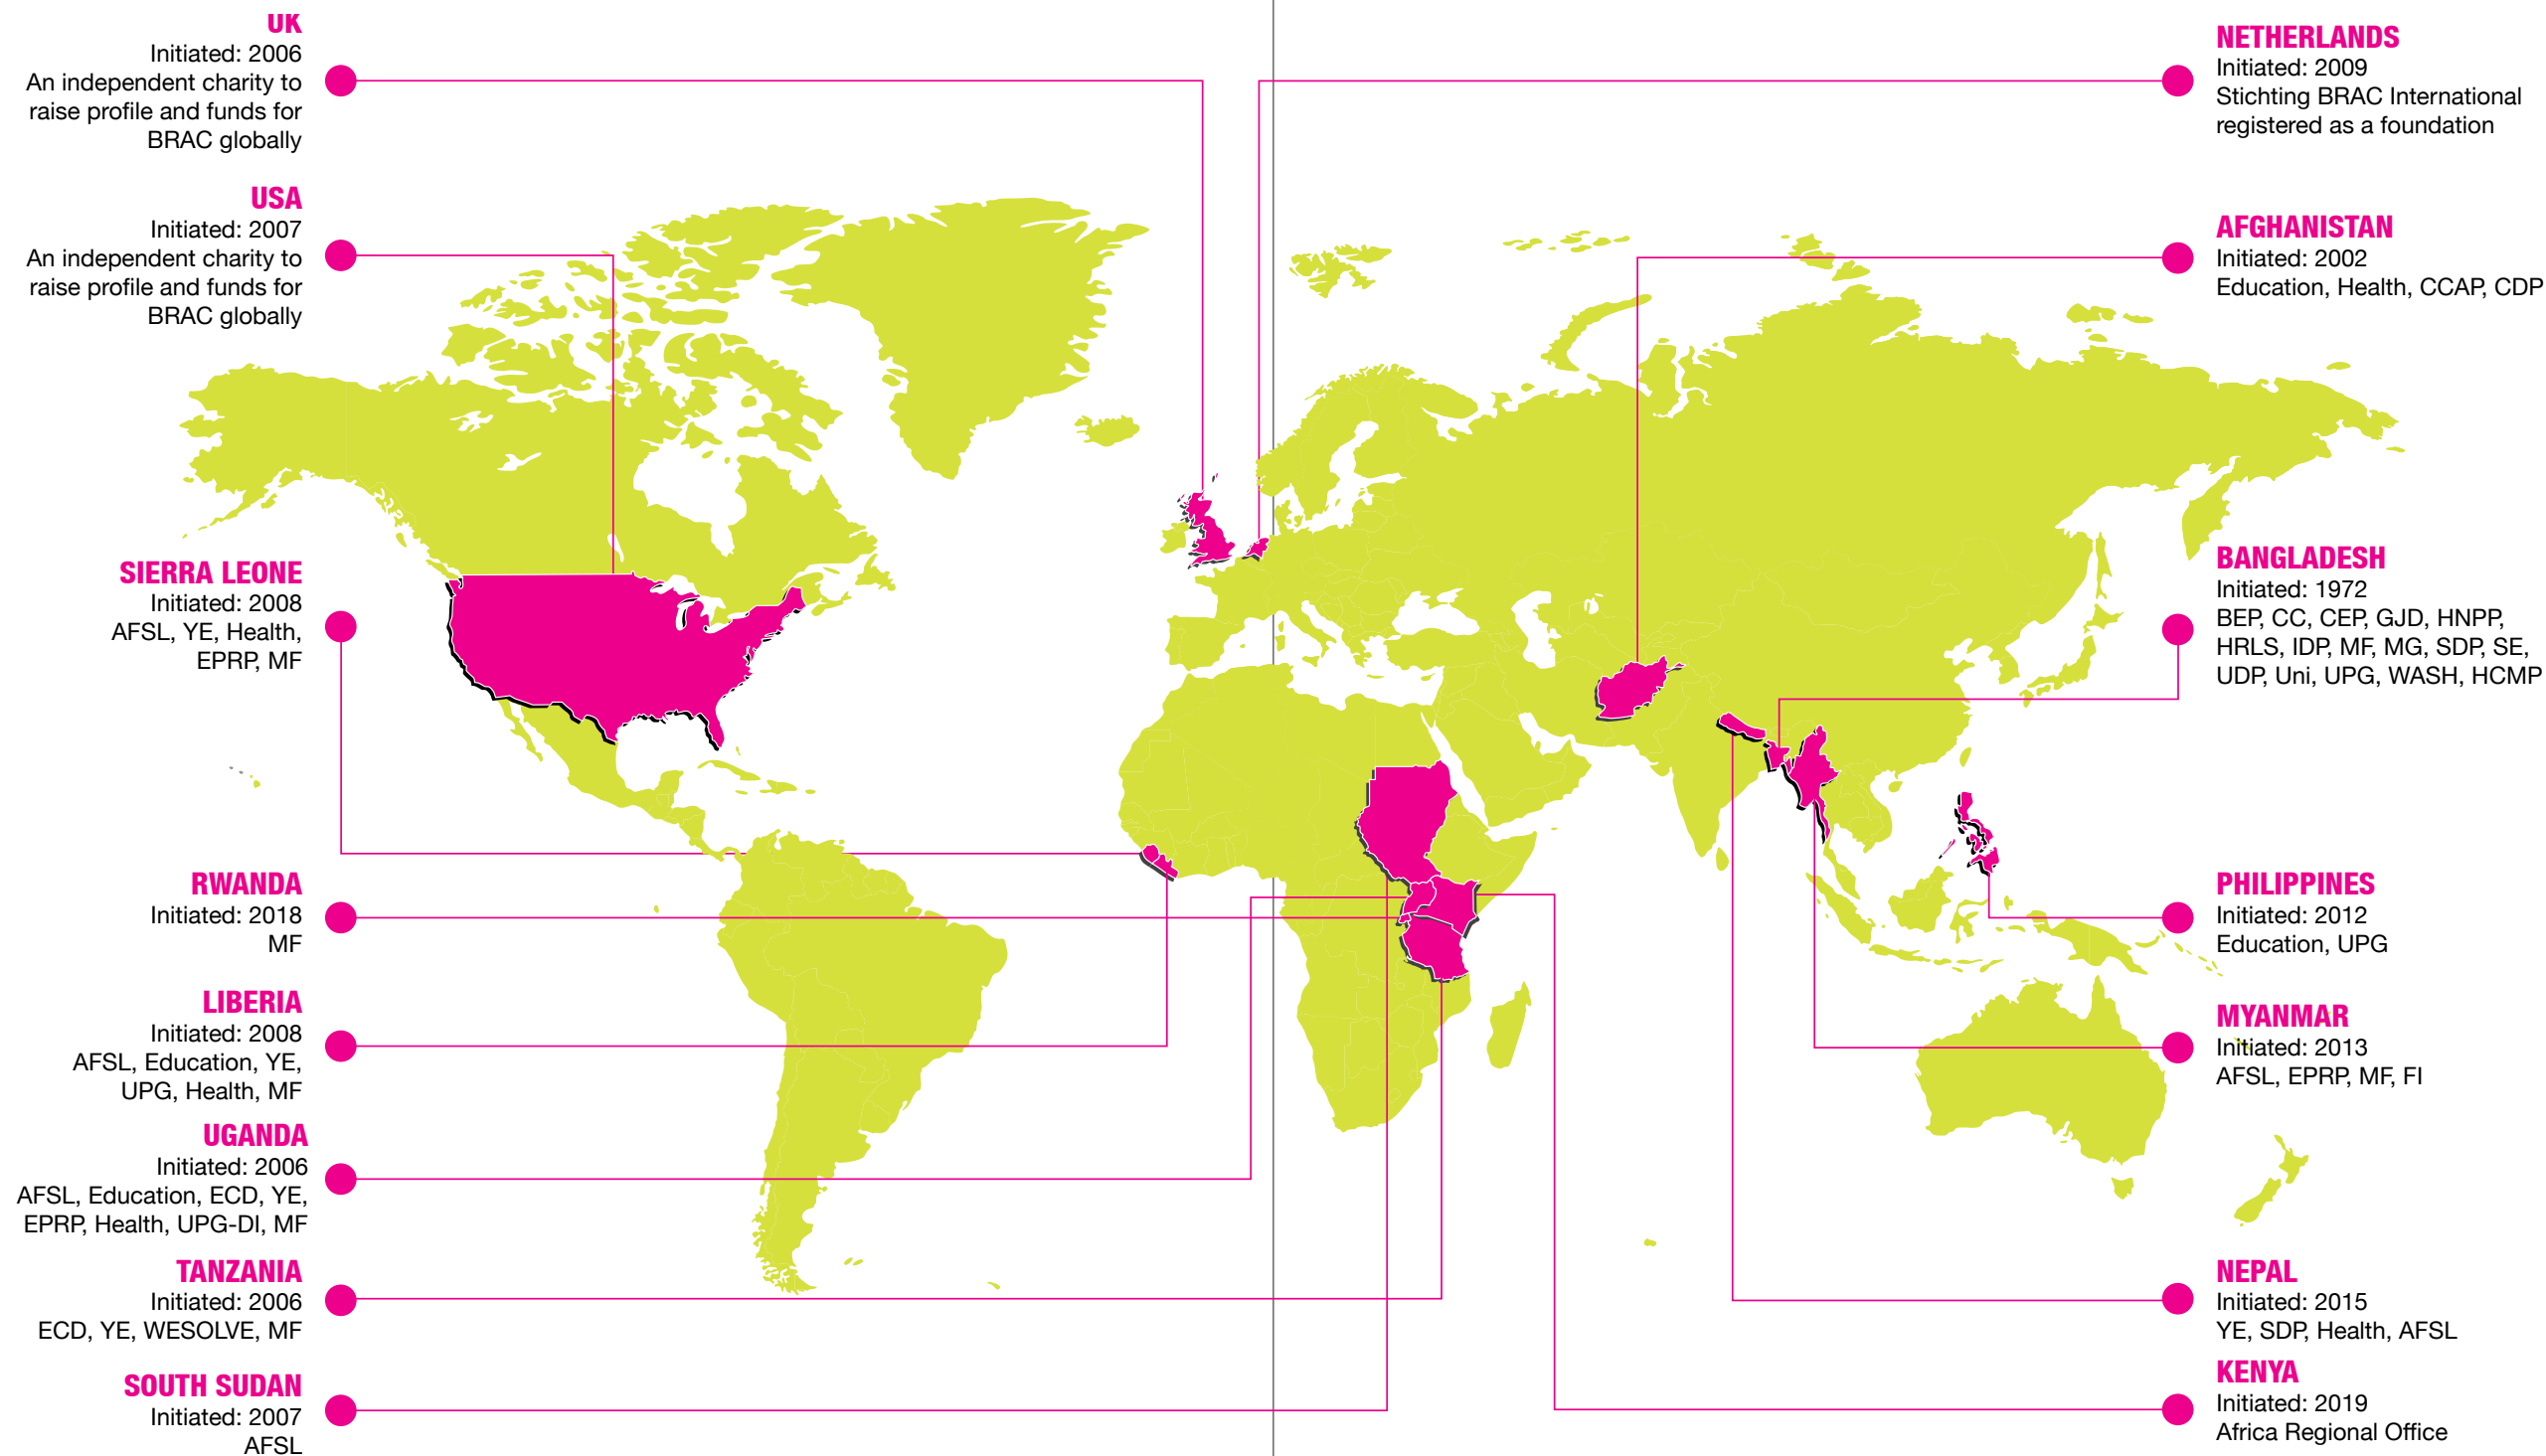 UK
Initiated: 2006
An independent charity to
raise profile and funds for
BRAC globally
USA
Initiated: 2007
An independent charity to
raise profile and funds for
BRAC globally
SIERRA LEONE
Initiated: 2008
AFSL, YE, Health,
EPRP, MF
RWANDA
Initiated: 2018
MF
LIBERIA
Initiated: 2008
AFSL, Education, YE,
UPG, Health, MF
UGANDA
Initiated: 2006
AFSL, Education, ECD, YE,
EPRP, Health, UPG-DI, MF
TANZANIA
Initiated: 2006
ECD, YE, WESOLVE, MF
SOUTH SUDAN
Initiated: 2007
AFSL
NETHERLANDS
Initiated: 2009
Stichting BRAC International
registered as a foundation
AFGHANISTAN
Initiated: 2002
Education, Health, CCAP, CDP
BANGLADESH
Initiated: 1972
BEP, CC, CEP, GJD, HNPP,
HRLS, IDP, MF, MG, SDP, SE,
UDP, Uni, UPG, WASH, HCMP
PHILIPPINES
Initiated: 2012
Education, UPG
MYANMAR
Initiated: 2013
AFSL, EPRP, MF, FI
NEPAL
Initiated: 2015
YE, SDP, Health, AFSL
KENYA
Initiated: 2019
Africa Regional Office